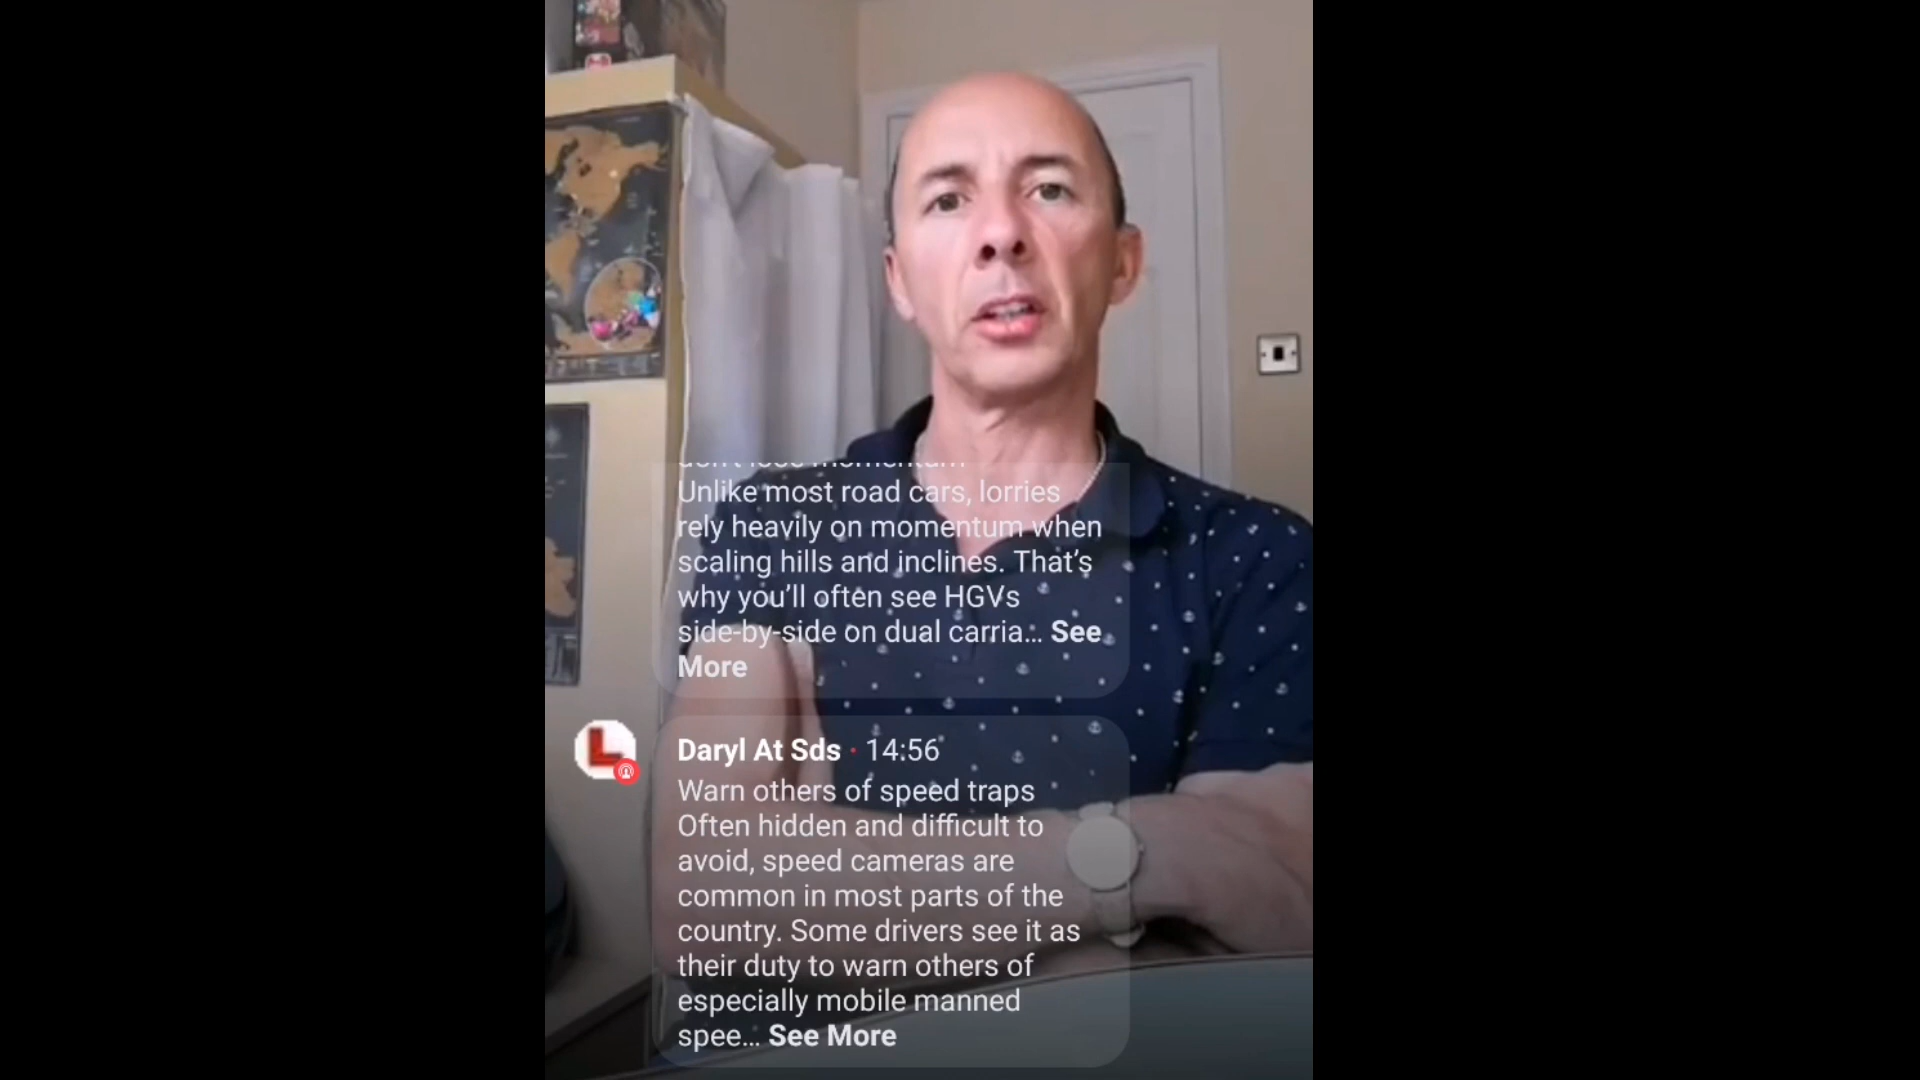 don't lose momentum
Unlike most road cars, lorries
rely heavily on momentum when
scaling hills and inclines. That’s
why you’ll often see HGVs
side-by-side on dual carria... See
More
L
Daryl At Sds · 14:56
Warn others of speed traps
Often hidden and difficult to
avoid, speed cameras are
common in most parts of the
country. Some drivers see it as
their duty to warn others of
especially mobile manned
spee... See More